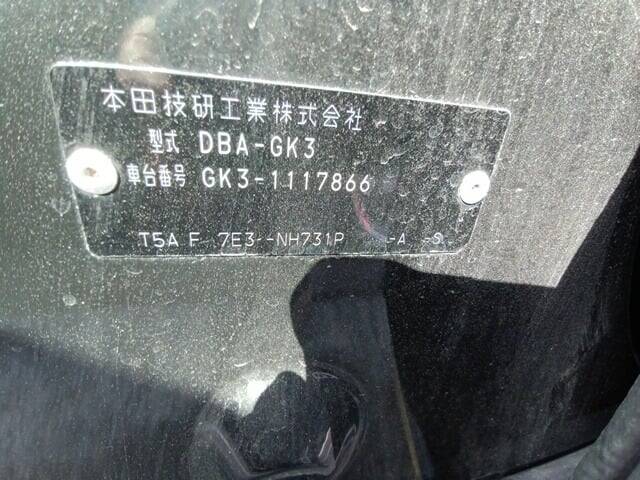 本田技研工業株式会社
型式 DBA-GK3
車台番号 GK3-1117866
T5A F 7E3--NH731P -A -S